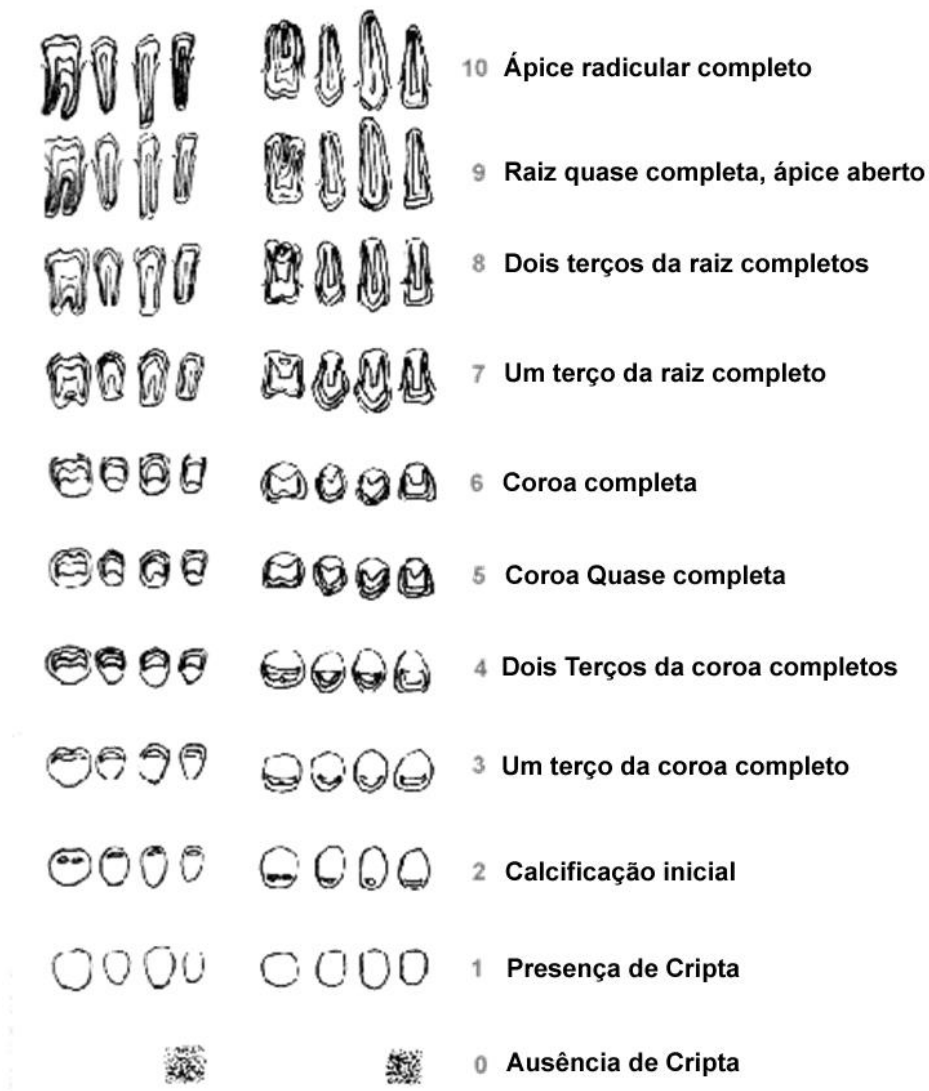 10 Ápice radicular completo
9 Raiz quase completa, ápice aberto
8 Dois terços da raiz completos
7 Um terço da raiz completo
6 Coroa completa
5 Coroa Quase completa
4 Dois Terços da coroa completos
3 Um terço da coroa completo
2 Calcificação inicial
1 Presença de Cripta
0 Ausência de Cripta